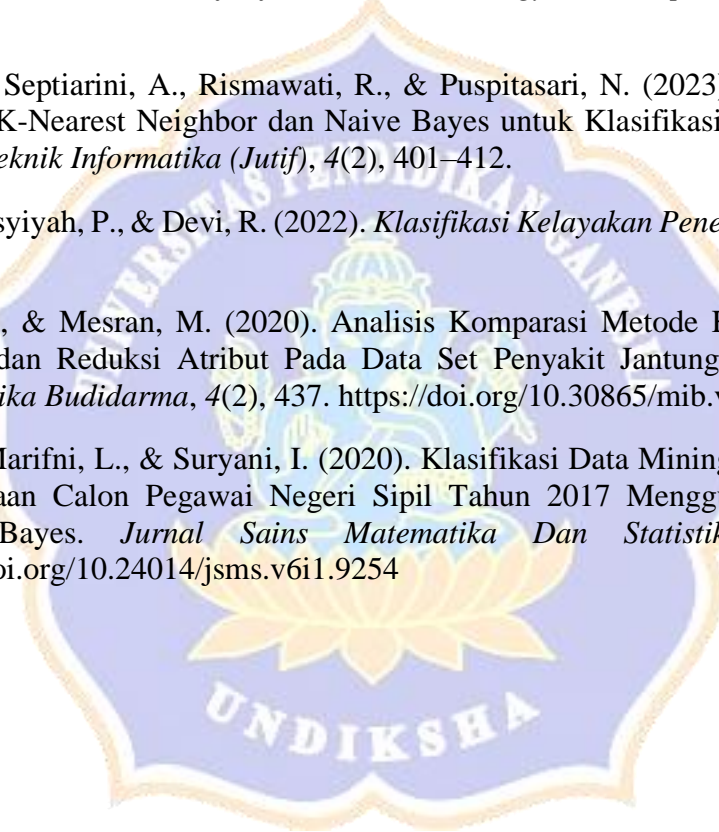 Septiarini, A., Rismawati, R., & Puspitasari, N. (2023)
K-Nearest Neighbor dan Naive Bayes untuk Klasifikasi
eknik Informatika (Jutif), 4(2), 401–412.
syiyah, P., & Devi, R. (2022). Klasifikasi Kelayakan Pene
, & Mesran, M. (2020). Analisis Komparasi Metode
dan Reduksi Atribut Pada Data Set Penyakit Jantung
ika Budidarma, 4(2), 437. https://doi.org/10.30865/mib.v
Marifni, L., & Suryani, I. (2020). Klasifikasi Data Mining
aan Calon Pegawai Negeri Sipil Tahun 2017 Mengg
Bayes. Jurnal Sains Matematika Dan Statistik
oi.org/10.24014/jsms.v6i1.9254
UNIVERSITAS PENDIDIKAN GANESHA
UNDIKSHA